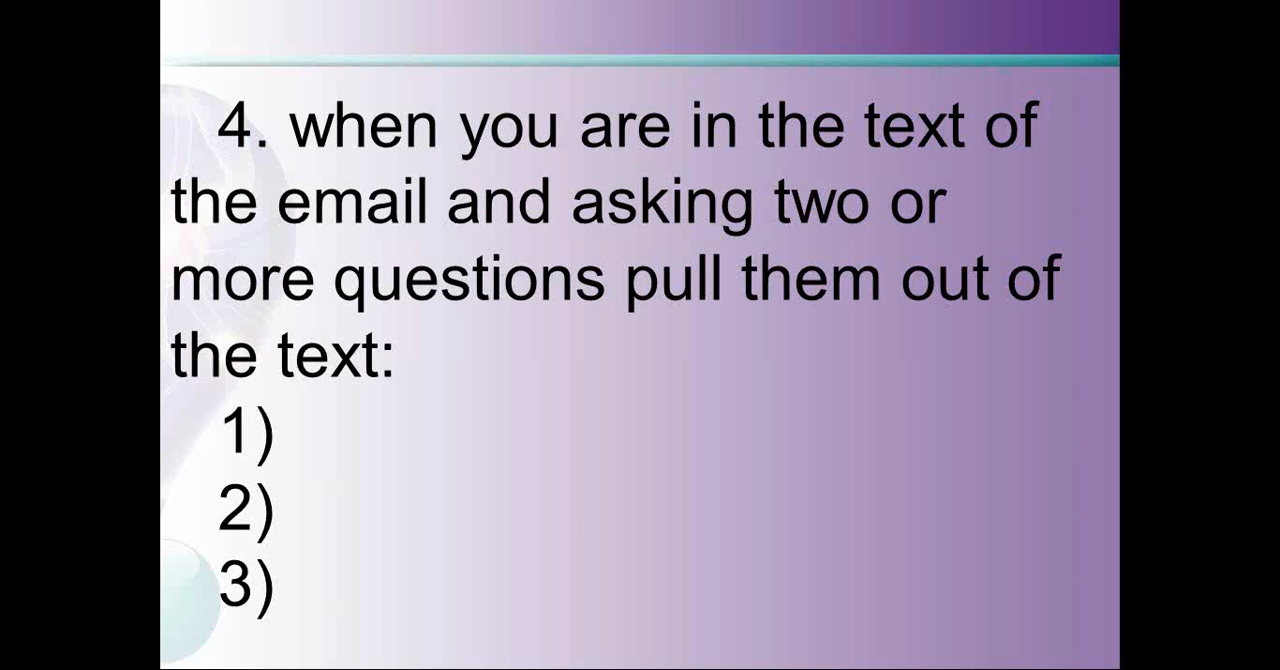 4. when you are in the text of
the email and asking two or
more questions pull them out of
the text:
1)
2)
3)